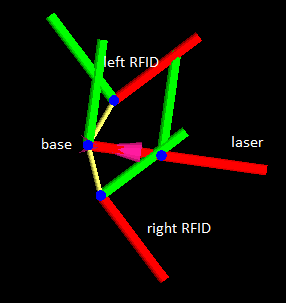 left RFID
base
laser
right RFID